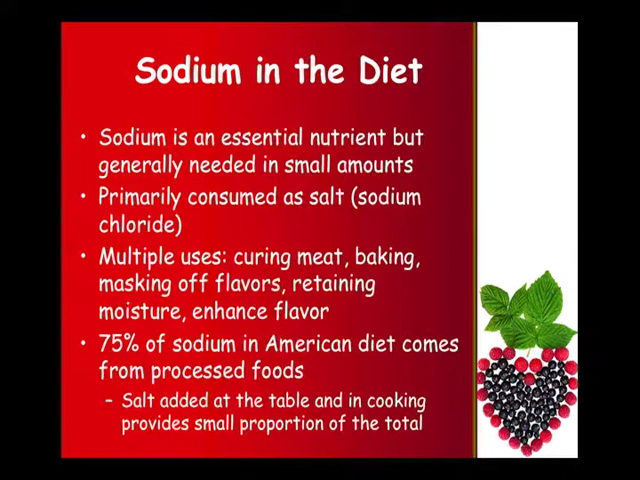 Sodium in the Diet
• Sodium is an essential nutrient but
generally needed in small amounts
• Primarily consumed as salt (sodium
chloride)
• Multiple uses: curing meat, baking,
masking off flavors, retaining
moisture, enhance flavor
• 75% of sodium in American diet comes
from processed foods
– Salt added at the table and in cooking
provides small proportion of the total